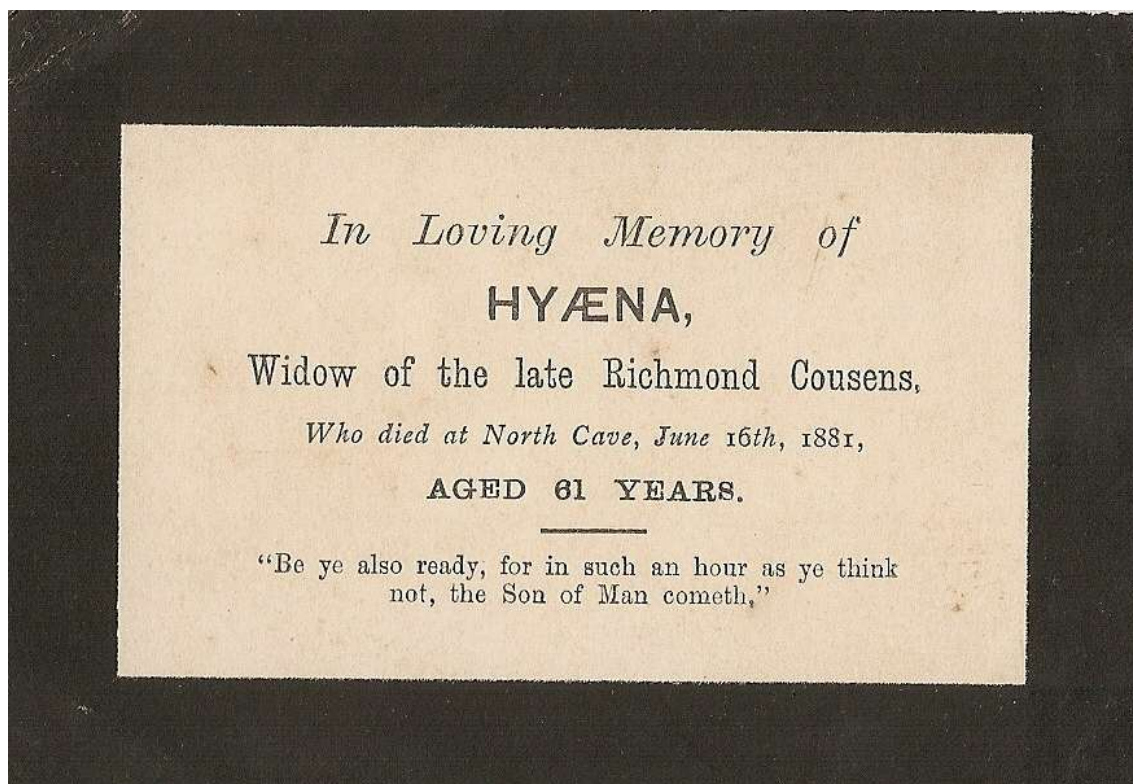 In Loving Memory of
HYÆNA,
Widow of the late Richmond Cousens,
Who died at North Cave, June 16th, 1881,
AGED 61 YEARS.
“Be ye also ready, for in such an hour as ye think
not, the Son of Man cometh,”